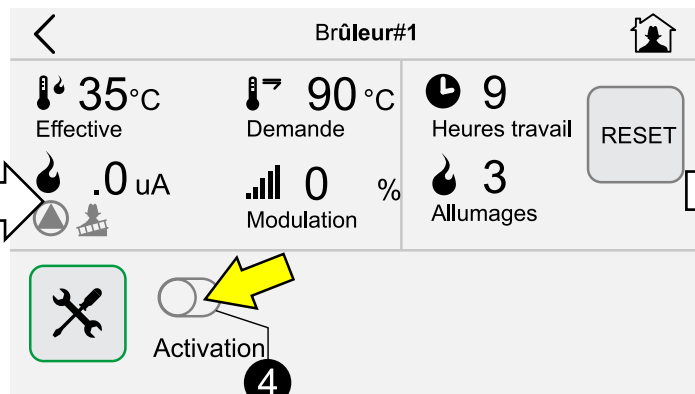 Brûleur#1
35°C
Effective
90 °C
Demande
9
Heures travail
RESET
.0 uA
0 %
Modulation
3
Allumages
Activation
4